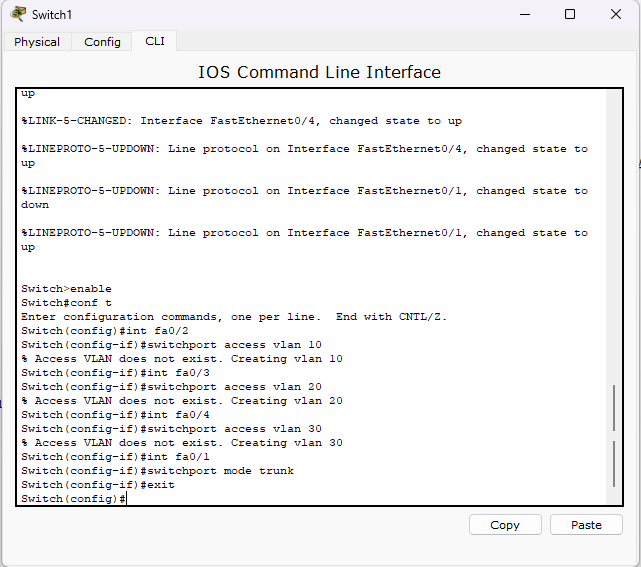 Switch1
Physical Config CLI
IOS Command Line Interface
up
%LINK-5-CHANGED: Interface FastEthernet0/4, changed state to up
%LINEPROTO-5-UPDOWN: Line protocol on Interface FastEthernet0/4, changed state to
up
%LINEPROTO-5-UPDOWN: Line protocol on Interface FastEthernet0/1, changed state to
down
%LINEPROTO-5-UPDOWN: Line protocol on Interface FastEthernet0/1, changed state to
up
Switch>enable
Switch#conf t
Enter configuration commands, one per line.  End with CNTL/Z.
Switch(config)#int fa0/2
Switch(config-if)#switchport access vlan 10
% Access VLAN does not exist. Creating vlan 10
Switch(config-if)#int fa0/3
Switch(config-if)#switchport access vlan 20
% Access VLAN does not exist. Creating vlan 20
Switch(config-if)#int fa0/4
Switch(config-if)#switchport access vlan 30
% Access VLAN does not exist. Creating vlan 30
Switch(config-if)#int fa0/1
Switch(config-if)#switchport mode trunk
Switch(config-if)#exit
Switch(config)#
Copy Paste